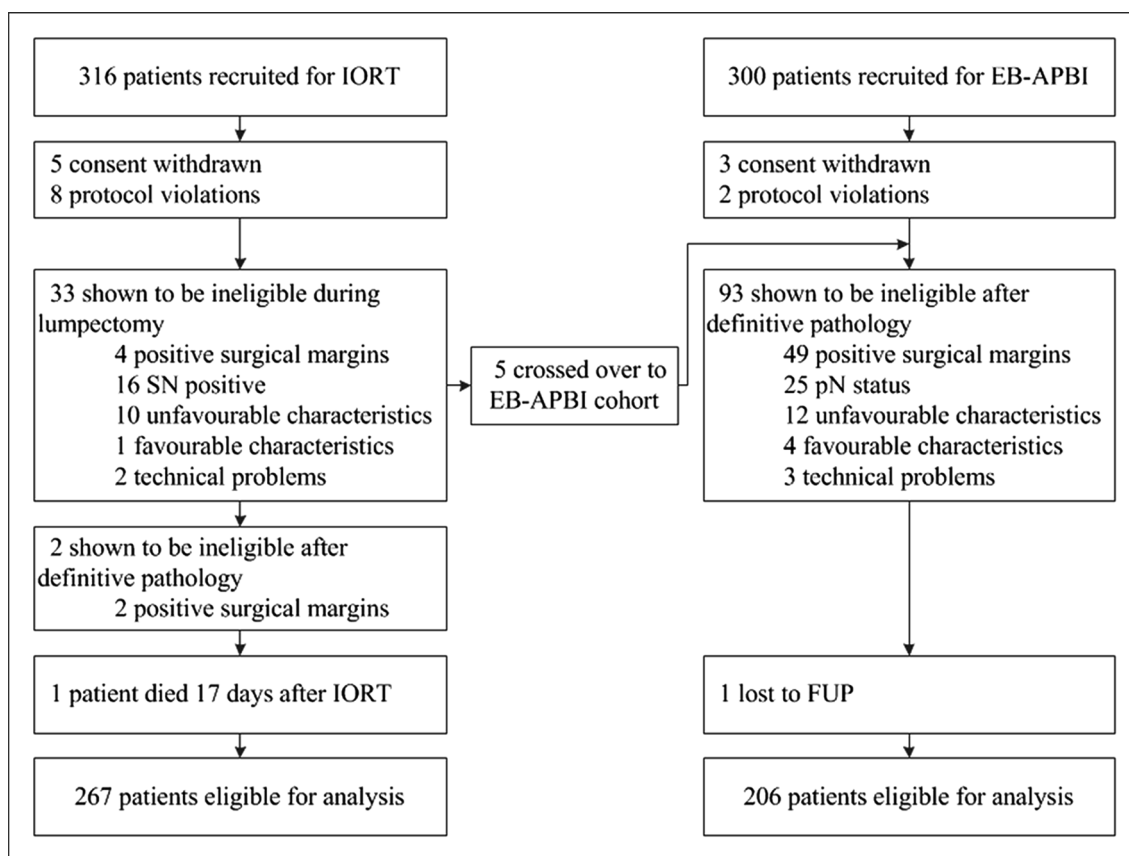 316 patients recruited for IORT
5 consent withdrawn
8 protocol violations
33 shown to be ineligible during
lumpectomy
4 positive surgical margins
16 SN positive
10 unfavourable characteristics
1 favourable characteristics
2 technical problems
2 shown to be ineligible after
definitive pathology
2 positive surgical margins
1 patient died 17 days after IORT
267 patients eligible for analysis
5 crossed over to
EB-APBI cohort
300 patients recruited for EB-APBI
3 consent withdrawn
2 protocol violations
93 shown to be ineligible after
definitive pathology
49 positive surgical margins
25 pN status
12 unfavourable characteristics
4 favourable characteristics
3 technical problems
1 lost to FUP
206 patients eligible for analysis